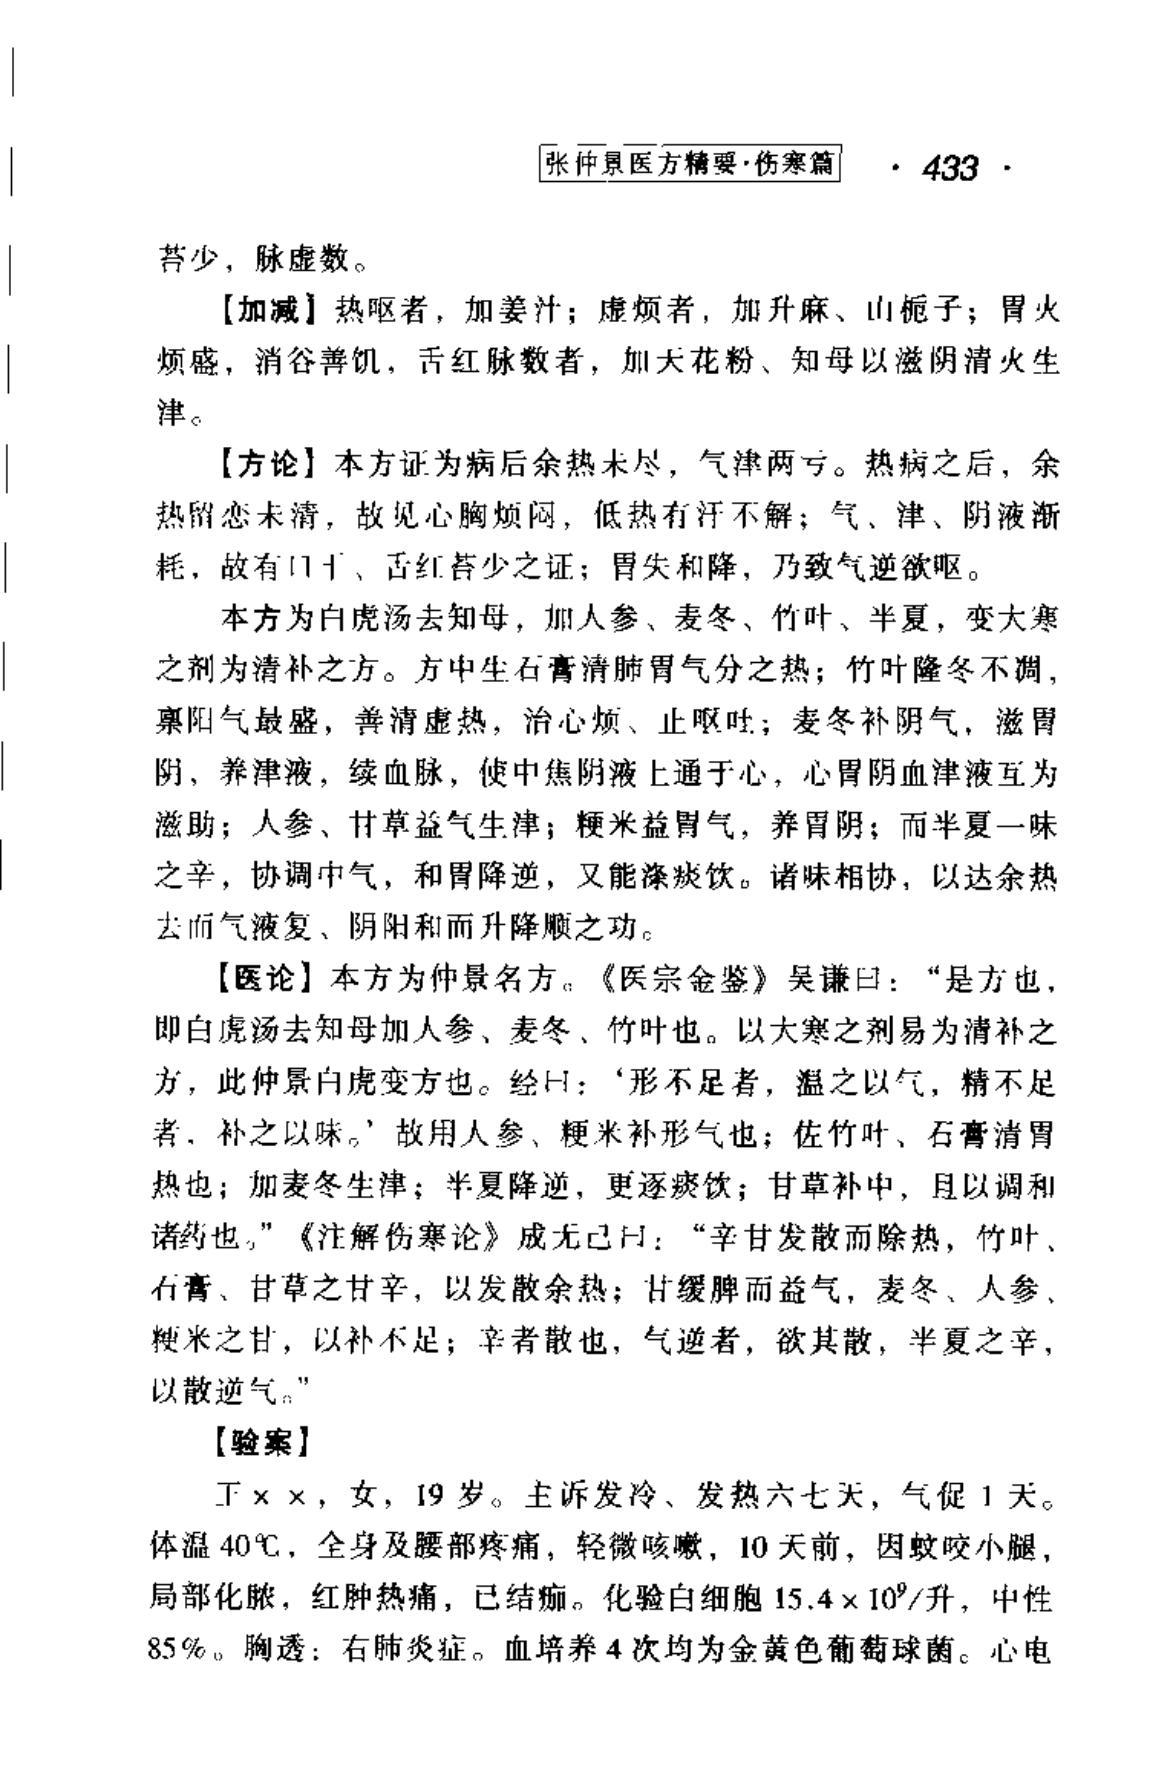 张仲景医方精要·伤寒篇 · 433 ·
苔少，脉虚数。
【加减】热呕者，加姜汁；虚烦者，加升麻、山栀子；胃火
烦盛，消谷善饥，舌红脉数者，加天花粉、知母以滋阴清火生
津。
【方论】本方证为病后余热未尽，气津两亏。热病之后，余
热留恋未清，故见心胸烦闷，低热有汗不解；气、津、阴液渐
耗，故有口干、舌红苔少之证；胃失和降，乃致气逆欲呕。
本方为白虎汤去知母，加人参、麦冬、竹叶、半夏，变大寒
之剂为清补之方。方中生石膏清肺胃气分之热；竹叶隆冬不凋，
禀阳气最盛，善清虚热，治心烦、止呕吐；麦冬补阴气，滋胃
阴，养津液，续血脉，使中焦阴液上通于心，心胃阴血津液互为
滋助；人参、甘草益气生津；粳米益胃气，养胃阴；而半夏一味
之辛，协调中气，和胃降逆，又能涤痰饮。诸味相协，以达余热
去而气液复、阴阳和而升降顺之功。
【医论】本方为仲景名方。《医宗金鉴》吴谦曰：“是方也，
即白虎汤去知母加人参、麦冬、竹叶也。以大寒之剂易为清补之
方，此仲景白虎变方也。经曰：‘形不足者，温之以气，精不足
者，补之以味。’故用人参、粳米补形气也；佐竹叶、石膏清胃
热也；加麦冬生津；半夏降逆，更逐痰饮；甘草补中，且以调和
诸药也。”《注解伤寒论》成无己曰：“辛甘发散而除热，竹叶、
石膏、甘草之甘辛，以发散余热；甘缓脾而益气，麦冬、人参、
粳米之甘，以补不足；辛者散也，气逆者，欲其散，半夏之辛，
以散逆气。”
【验案】
王××，女，19岁。主诉发冷、发热六七天，气促1天。
体温40℃，全身及腰部疼痛，轻微咳嗽，10天前，因蚊咬小腿，
局部化脓，红肿热痛，已结痂。化验白细胞15.4×10⁹/升，中性
85%。胸透：右肺炎症。血培养4次均为金黄色葡萄球菌。心电